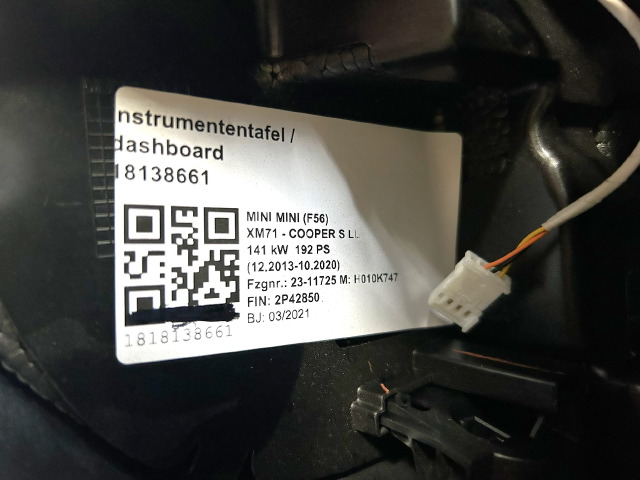 nstrumententafel /
dashboard
18138661
MINI MINI (F56)
XM71 - COOPER S
141 kW 192 PS
(12.2013-10.2020)
Fzgnr.: 23-11725 M: H010K747
FIN: 2P42850
BJ: 03/2021
1818138661